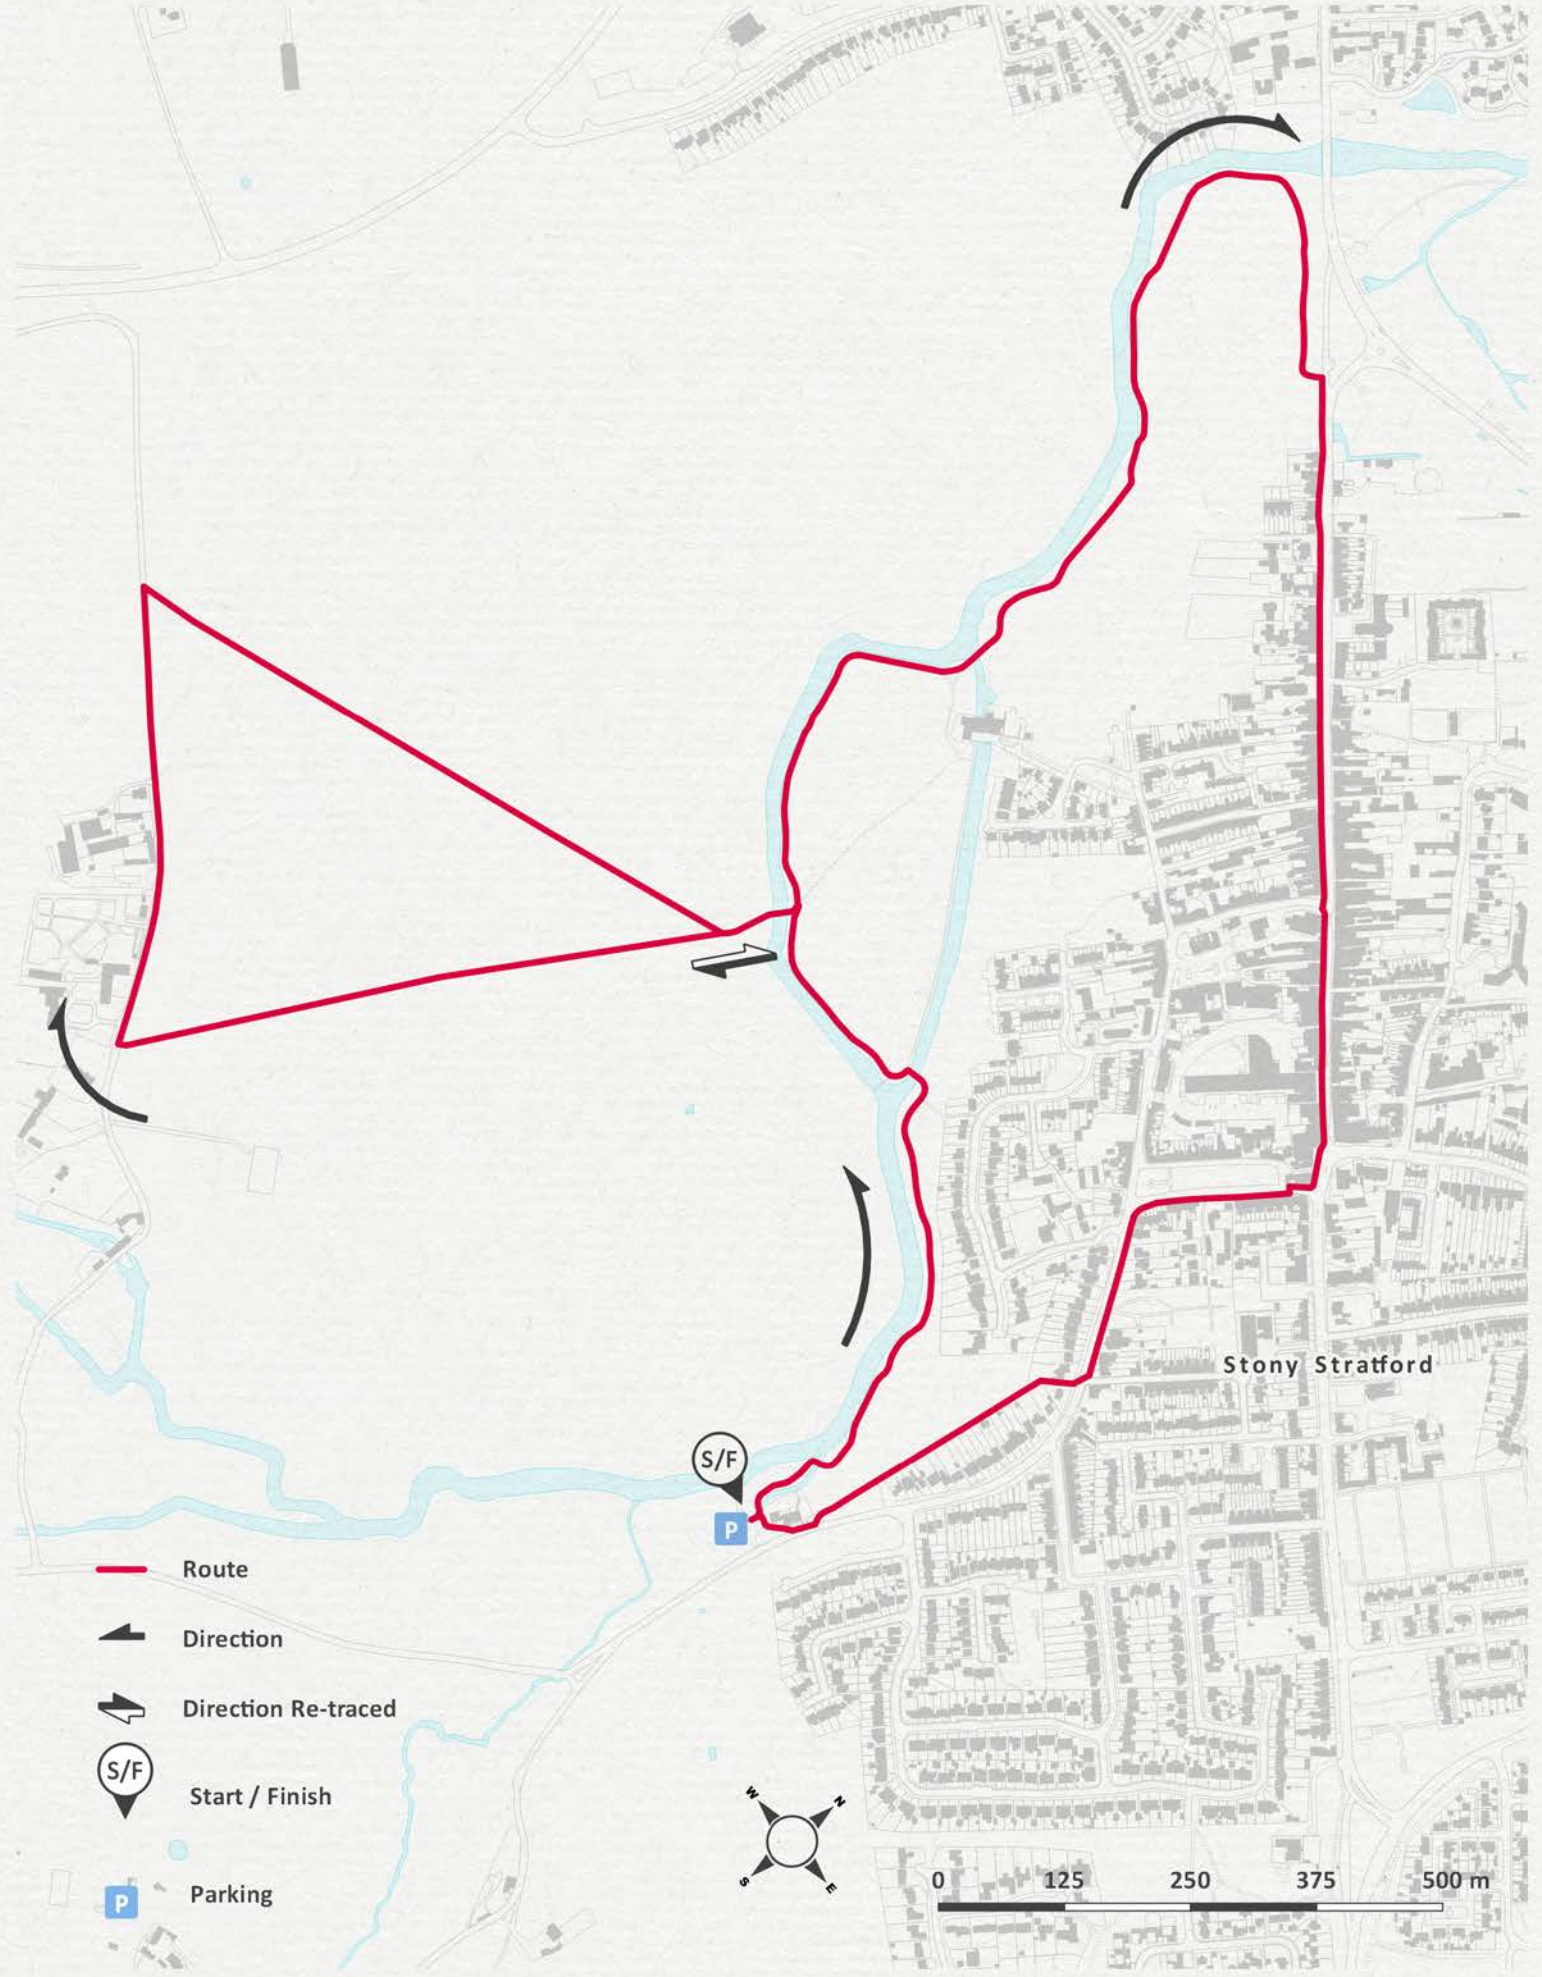 Stony Stratford
S/F
P
Route
Direction
Direction Re-traced
S/F
Start / Finish
P
Parking
W
N
S
E
0 125 250 375 500 m